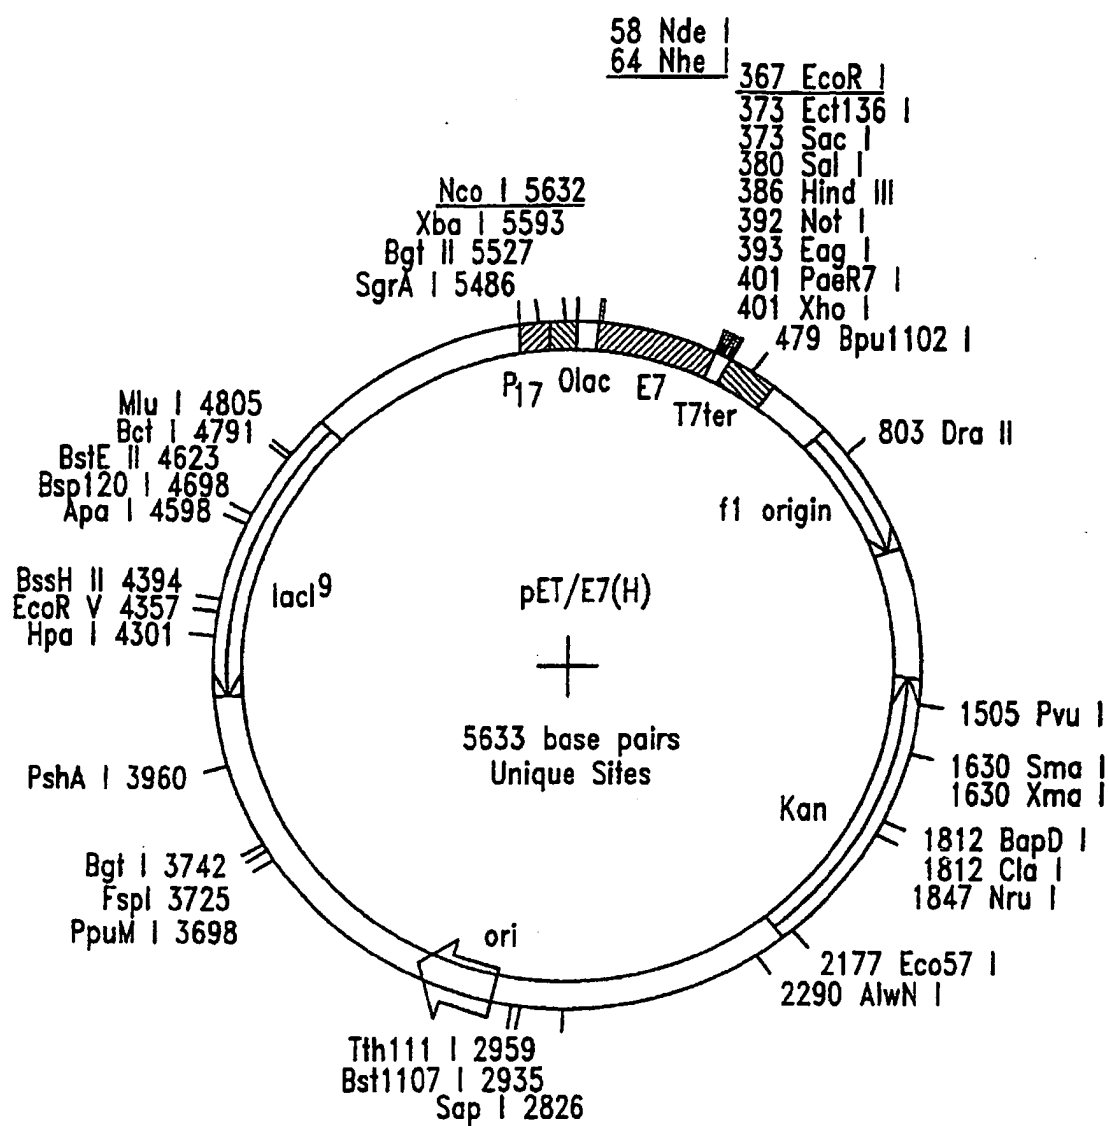 58 Nde I
64 Nhe I
367 EcoR I
373 Ect136 I
373 Sac I
380 Sal I
386 Hind III
392 Not I
393 Eag I
401 PaeR7 I
401 Xho I
479 Bpu1102 I
Nco I 5632
Xba I 5593
Bgt II 5527
SgrA I 5486
P17
Olac
E7
T7ter
803 Dra II
f1 origin
Mlu I 4805
Bct I 4791
BstE II 4623
Bsp120 I 4698
Apa I 4598
BssH II 4394
EcoR V 4357
Hpa I 4301
lacI9
pET/E7(H)
5633 base pairs
Unique Sites
1505 Pvu I
1630 Sma I
1630 Xma I
Kan
1812 BapD I
1812 Cla I
1847 Nru I
2177 Eco57 I
2290 AlwN I
PshA I 3960
Bgt I 3742
FspI 3725
PpuM I 3698
ori
Tth111 I 2959
Bst1107 I 2935
Sap I 2826